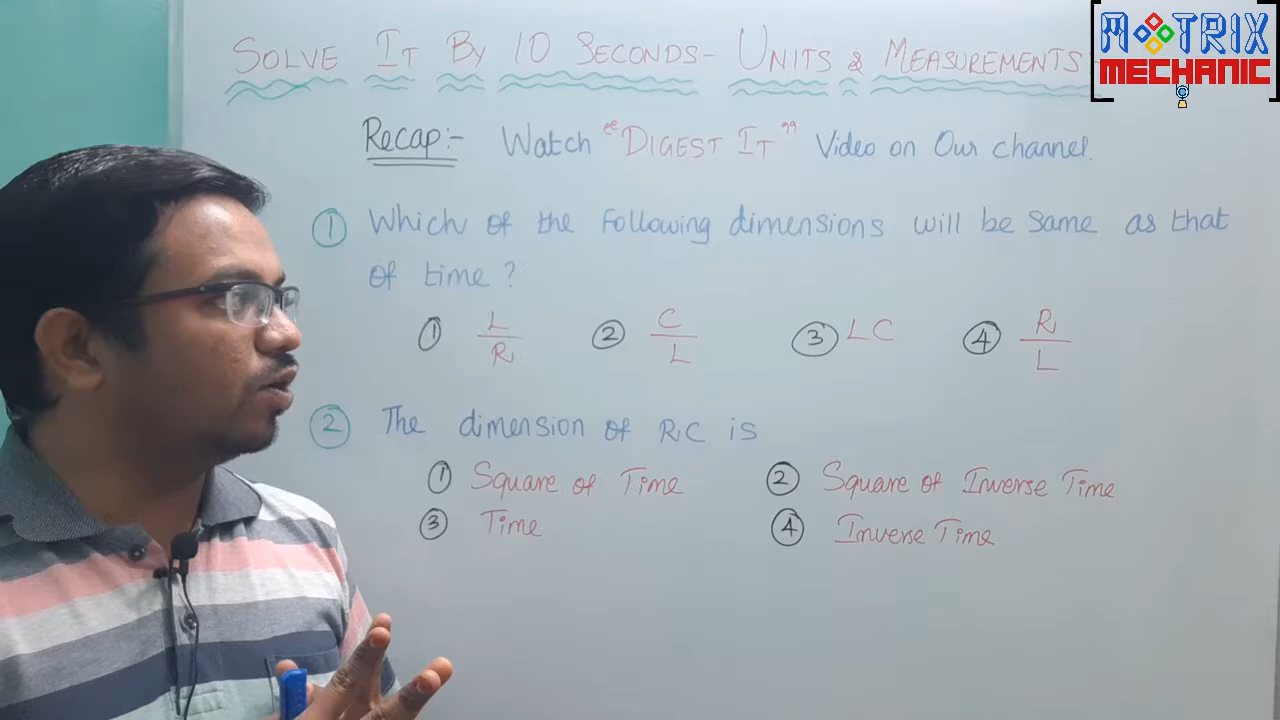 SOLVE IT BY 10 SECONDS- UNITS & MEASUREMENTS
MATRIX
MECHANIC
Recap:- Watch "DIGEST IT" Video on Our channel.
① Which of the following dimensions will be same as that
of time?
① L/R ② C/L ③ LC ④ R/L
② The dimension of RC is
① Square of Time ② Square of Inverse Time
③ Time ④ Inverse Time